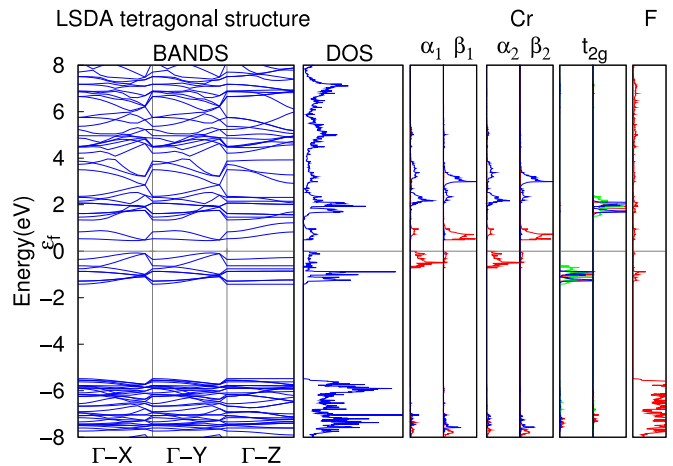 LSDA tetragonal structure Cr F
BANDS DOS α₁ β₁ α₂ β₂ t₂g
8
6
4
2
εf 0
−2
−4
−6
−8
Energy(eV)
Γ−X Γ−Y Γ−Z